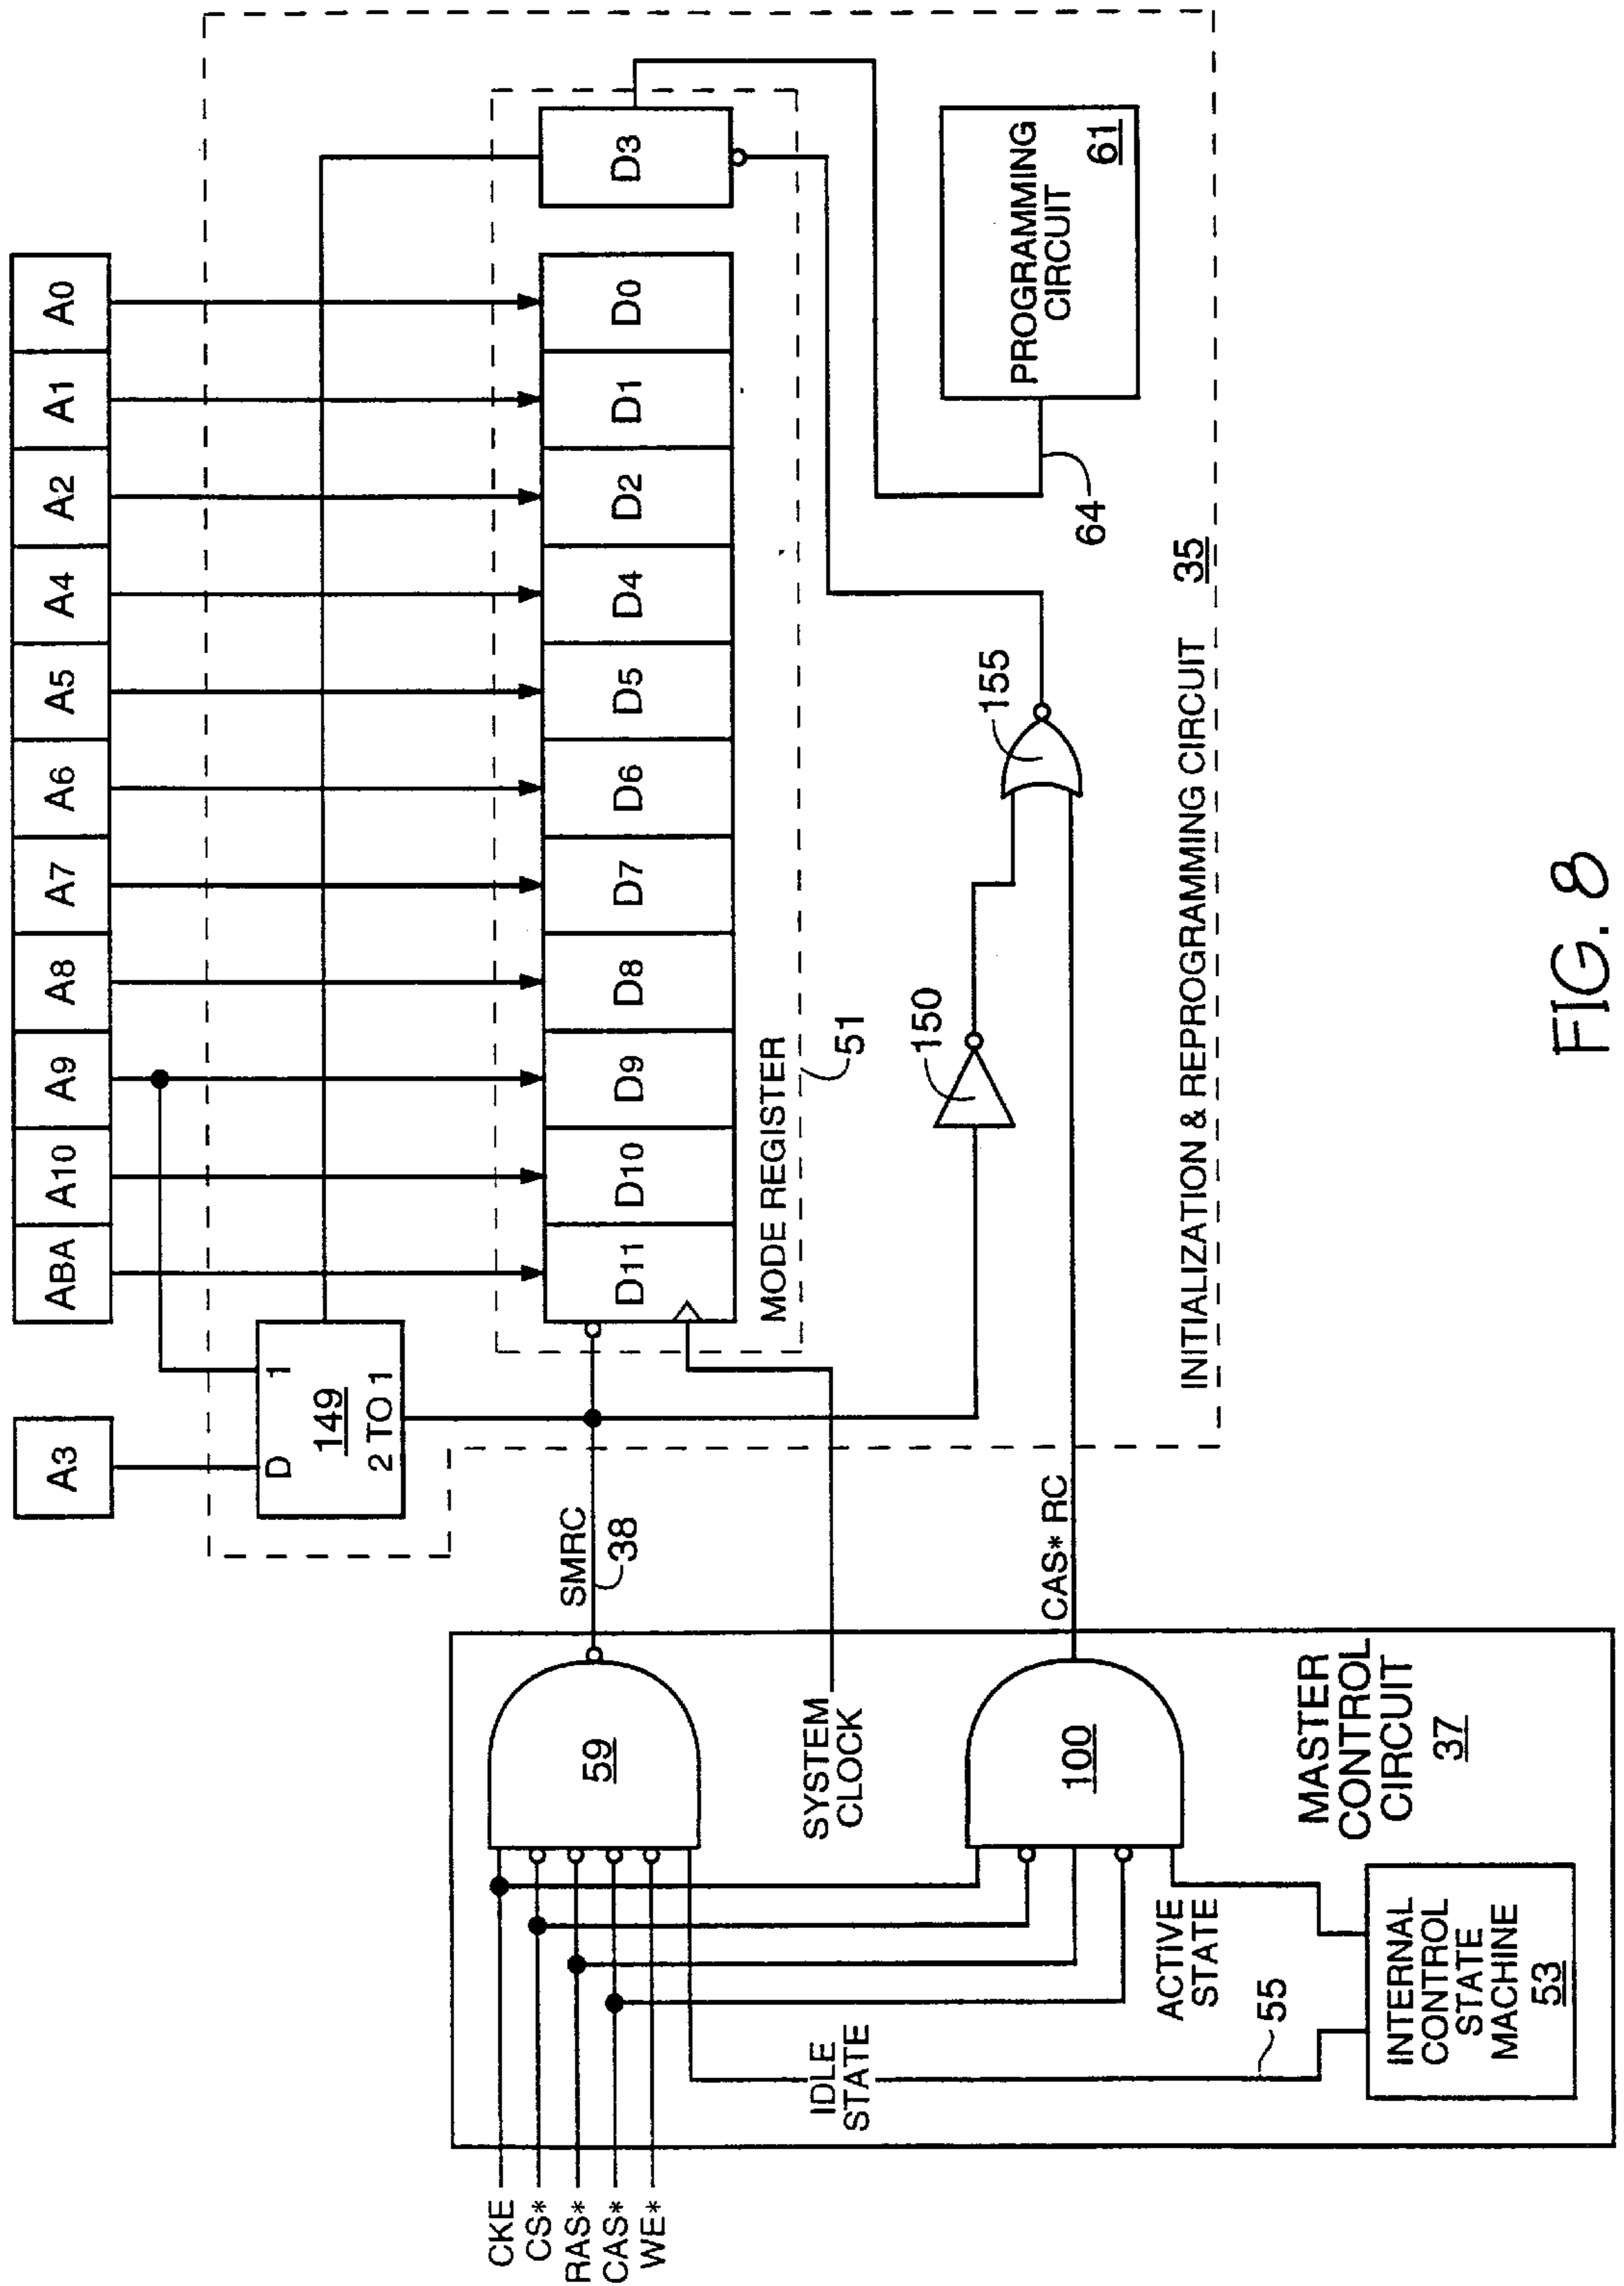 A3
ABA
A10
A9
A8
A7
A6
A5
A4
A2
A1
A0
D
1
149
2 TO 1
D11
D10
D9
D8
D7
D6
D5
D4
D2
D1
D0
D3
MODE REGISTER
51
SMRC
38
CKE
CS*
RAS*
CAS*
WE*
59
SYSTEM
CLOCK
IDLE
STATE
ACTIVE
STATE
100
CAS* RC
150
155
64
PROGRAMMING
CIRCUIT
61
INITIALIZATION & REPROGRAMMING CIRCUIT 35
55
INTERNAL
CONTROL
STATE
MACHINE
53
MASTER
CONTROL
CIRCUIT
37
FIG. 8